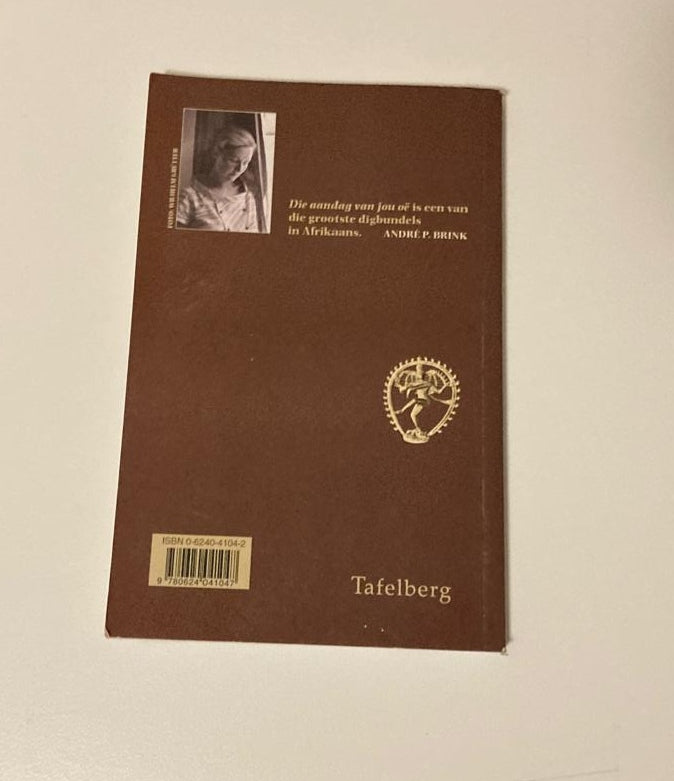 Die aandag van jou oë is een van
die grootste digbundels
in Afrikaans. ANDRÉ P. BRINK
ISBN 0-6240-4104-2
9 780624 041047
Tafelberg